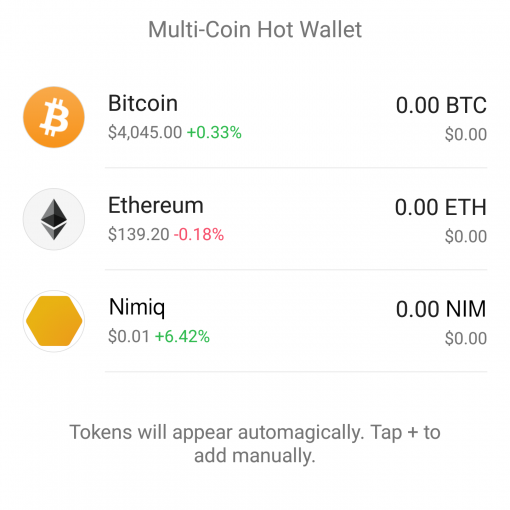 Multi-Coin Hot Wallet
Bitcoin 0.00 BTC
$4,045.00 +0.33% $0.00
Ethereum 0.00 ETH
$139.20 -0.18% $0.00
Nimiq 0.00 NIM
$0.01 +6.42% $0.00
Tokens will appear automagically. Tap + to
add manually.